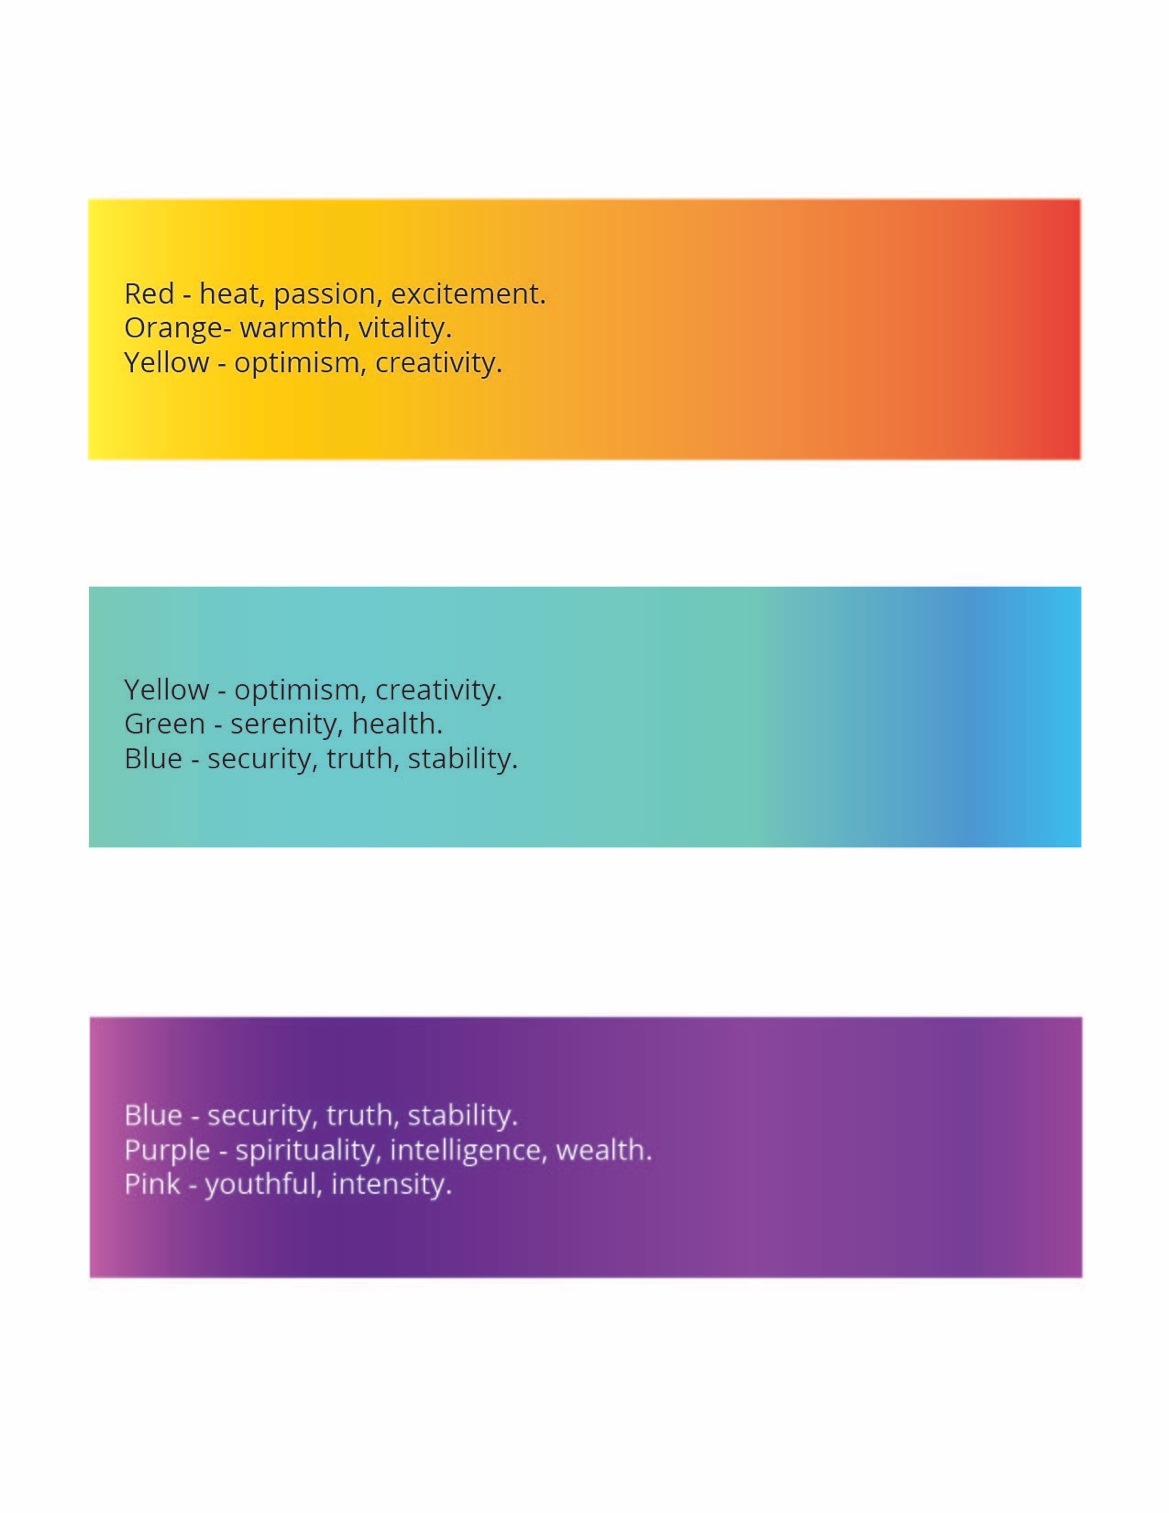 Red - heat, passion, excitement.
Orange- warmth, vitality.
Yellow - optimism, creativity.
Yellow - optimism, creativity.
Green - serenity, health.
Blue - security, truth, stability.
Blue - security, truth, stability.
Purple - spirituality, intelligence, wealth.
Pink - youthful, intensity.